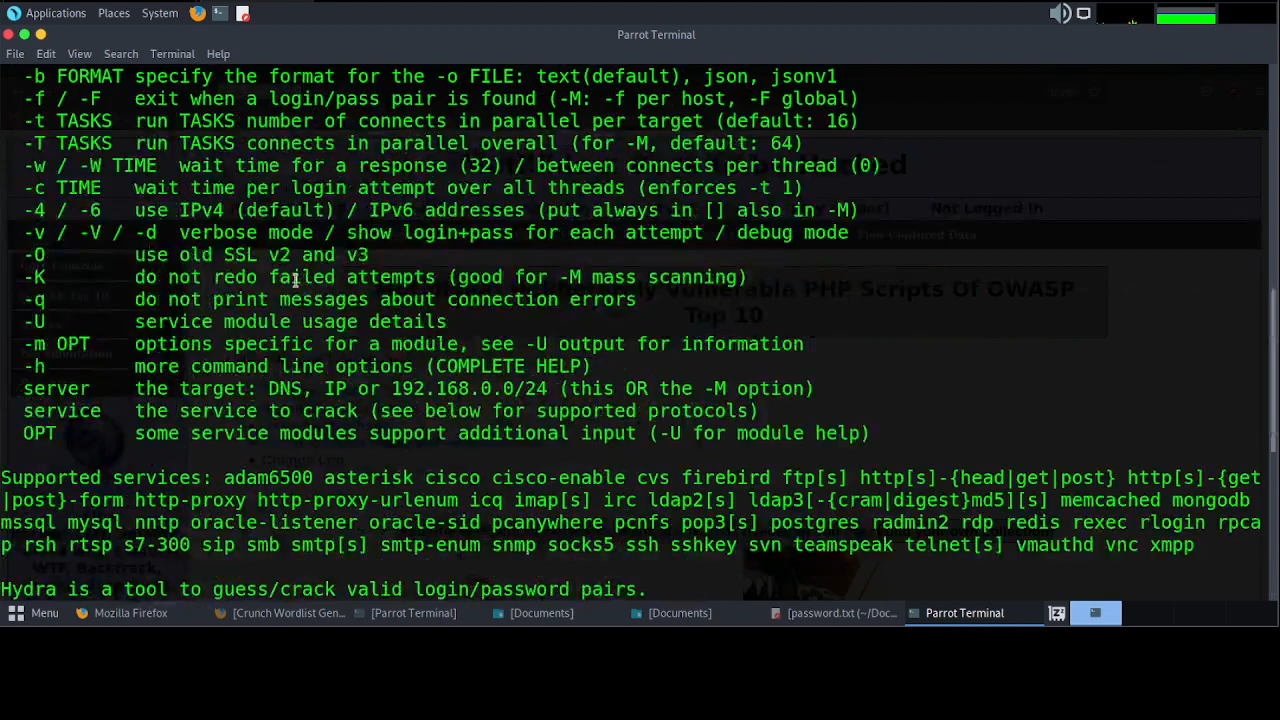 Applications Places System
Parrot Terminal
File Edit View Search Terminal Help
-b FORMAT specify the format for the -o FILE: text(default), json, jsonv1
-f / -F exit when a login/pass pair is found (-M: -f per host, -F global)
-t TASKS run TASKS number of connects in parallel per target (default: 16)
-T TASKS run TASKS connects in parallel overall (for -M, default: 64)
-w / -W TIME wait time for a response (32) / between connects per thread (0)
-c TIME wait time per login attempt over all threads (enforces -t 1)
-4 / -6 use IPv4 (default) / IPv6 addresses (put always in [] also in -M)
-v / -V / -d verbose mode / show login+pass for each attempt / debug mode
-O use old SSL v2 and v3
-K do not redo failed attempts (good for -M mass scanning)
-q do not print messages about connection errors
-U service module usage details
-m OPT options specific for a module, see -U output for information
-h more command line options (COMPLETE HELP)
server the target: DNS, IP or 192.168.0.0/24 (this OR the -M option)
service the service to crack (see below for supported protocols)
OPT some service modules support additional input (-U for module help)
Supported services: adam6500 asterisk cisco cisco-enable cvs firebird ftp[s] http[s]-{head|get|post} http[s]-{get
|post}-form http-proxy http-proxy-urlenum icq imap[s] irc ldap2[s] ldap3[-{cram|digest}md5][s] memcached mongodb
mssql mysql nntp oracle-listener oracle-sid pcanywhere pcnfs pop3[s] postgres radmin2 rdp redis rexec rlogin rpca
p rsh rtsp s7-300 sip smb smtp[s] smtp-enum snmp socks5 ssh sshkey svn teamspeak telnet[s] vmauthd vnc xmpp
Hydra is a tool to guess/crack valid login/password pairs.
Menu Mozilla Firefox [Crunch Wordlist Gen... [Parrot Terminal] [Documents] [Documents] [password.txt (~/Doc... Parrot Terminal